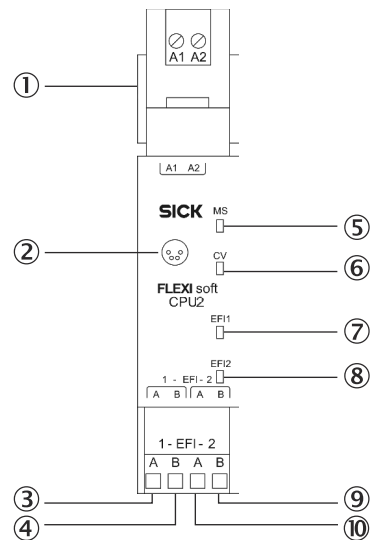 A1 A2
①
A1 A2
SICK MS
⑤
②
CV
⑥
FLEXI soft
CPU2
EFI1
⑦
EFI2
⑧
1 - EFI - 2
A B A B
1 - EFI - 2
A B A B
③ ⑨
④ ⑩